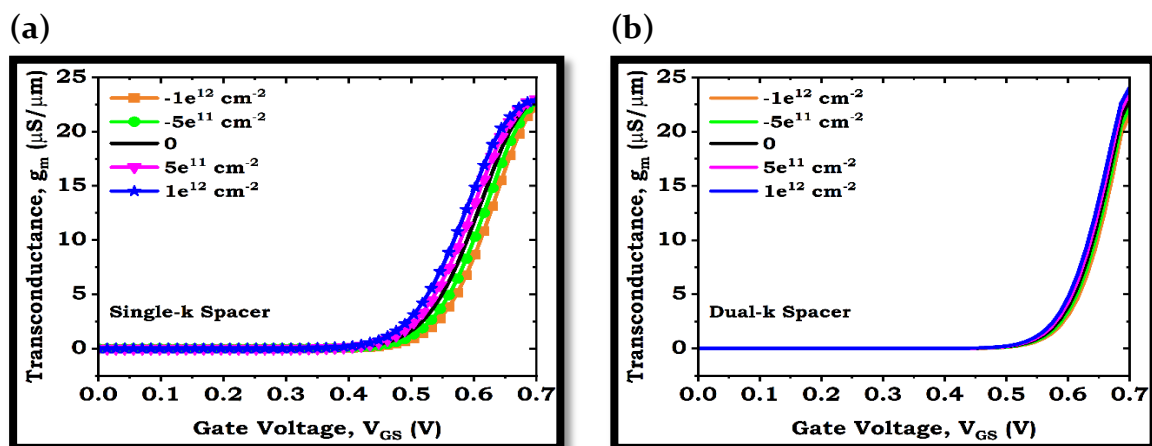 (a)
Transconductance, gm (μS/μm)
25
20
15
10
5
0
-1e¹² cm⁻²
-5e¹¹ cm⁻²
0
5e¹¹ cm⁻²
1e¹² cm⁻²
Single-k Spacer
0.0 0.1 0.2 0.3 0.4 0.5 0.6 0.7
Gate Voltage, VGS (V)
(b)
Transconductance, gm (μS/μm)
25
20
15
10
5
0
-1e¹² cm⁻²
-5e¹¹ cm⁻²
0
5e¹¹ cm⁻²
1e¹² cm⁻²
Dual-k Spacer
0.0 0.1 0.2 0.3 0.4 0.5 0.6 0.7
Gate Voltage, VGS (V)